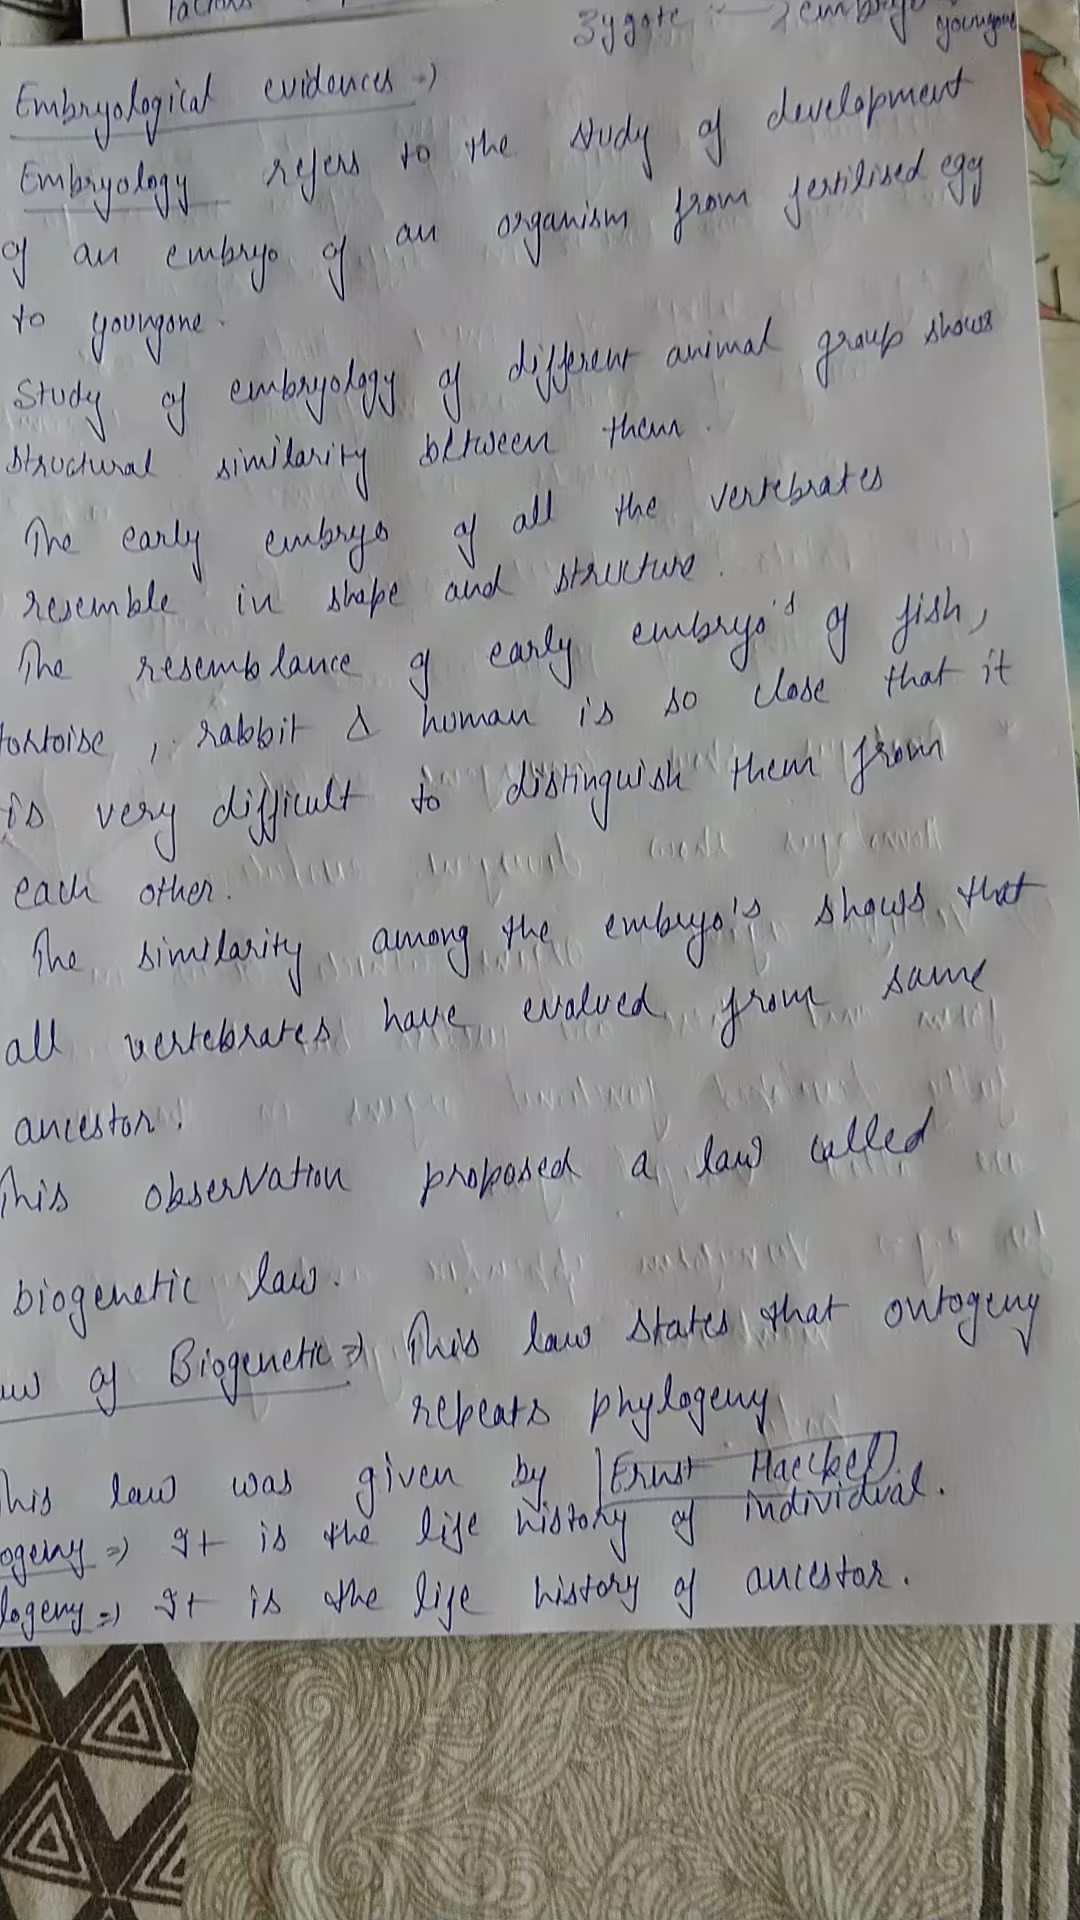 factors
Zygote → embryo
youngone
Embryological evidences →
Embryology refers to the study of development
of an embryo of an organism from fertilised egg
to youngone.
Study of embryology of different animal group shows
structural similarity between them.
The early embryo of all the vertebrates
resemble in shape and structure.
The resemblance of early embryo's of fish,
tortoise, rabbit & human is so close that it
is very difficult to distinguish them from
each other.
The similarity among the embryo's shows that
all vertebrates have evolved from same
ancestor.
This observation proposed a law called
biogenetic law.
aw of Biogenetic ⇒ This law states that ontogeny
repeats phylogeny
This law was given by Ernst Haeckel
ogeny ⇒ It is the life history of individual.
logeny ⇒ It is the life history of ancestor.